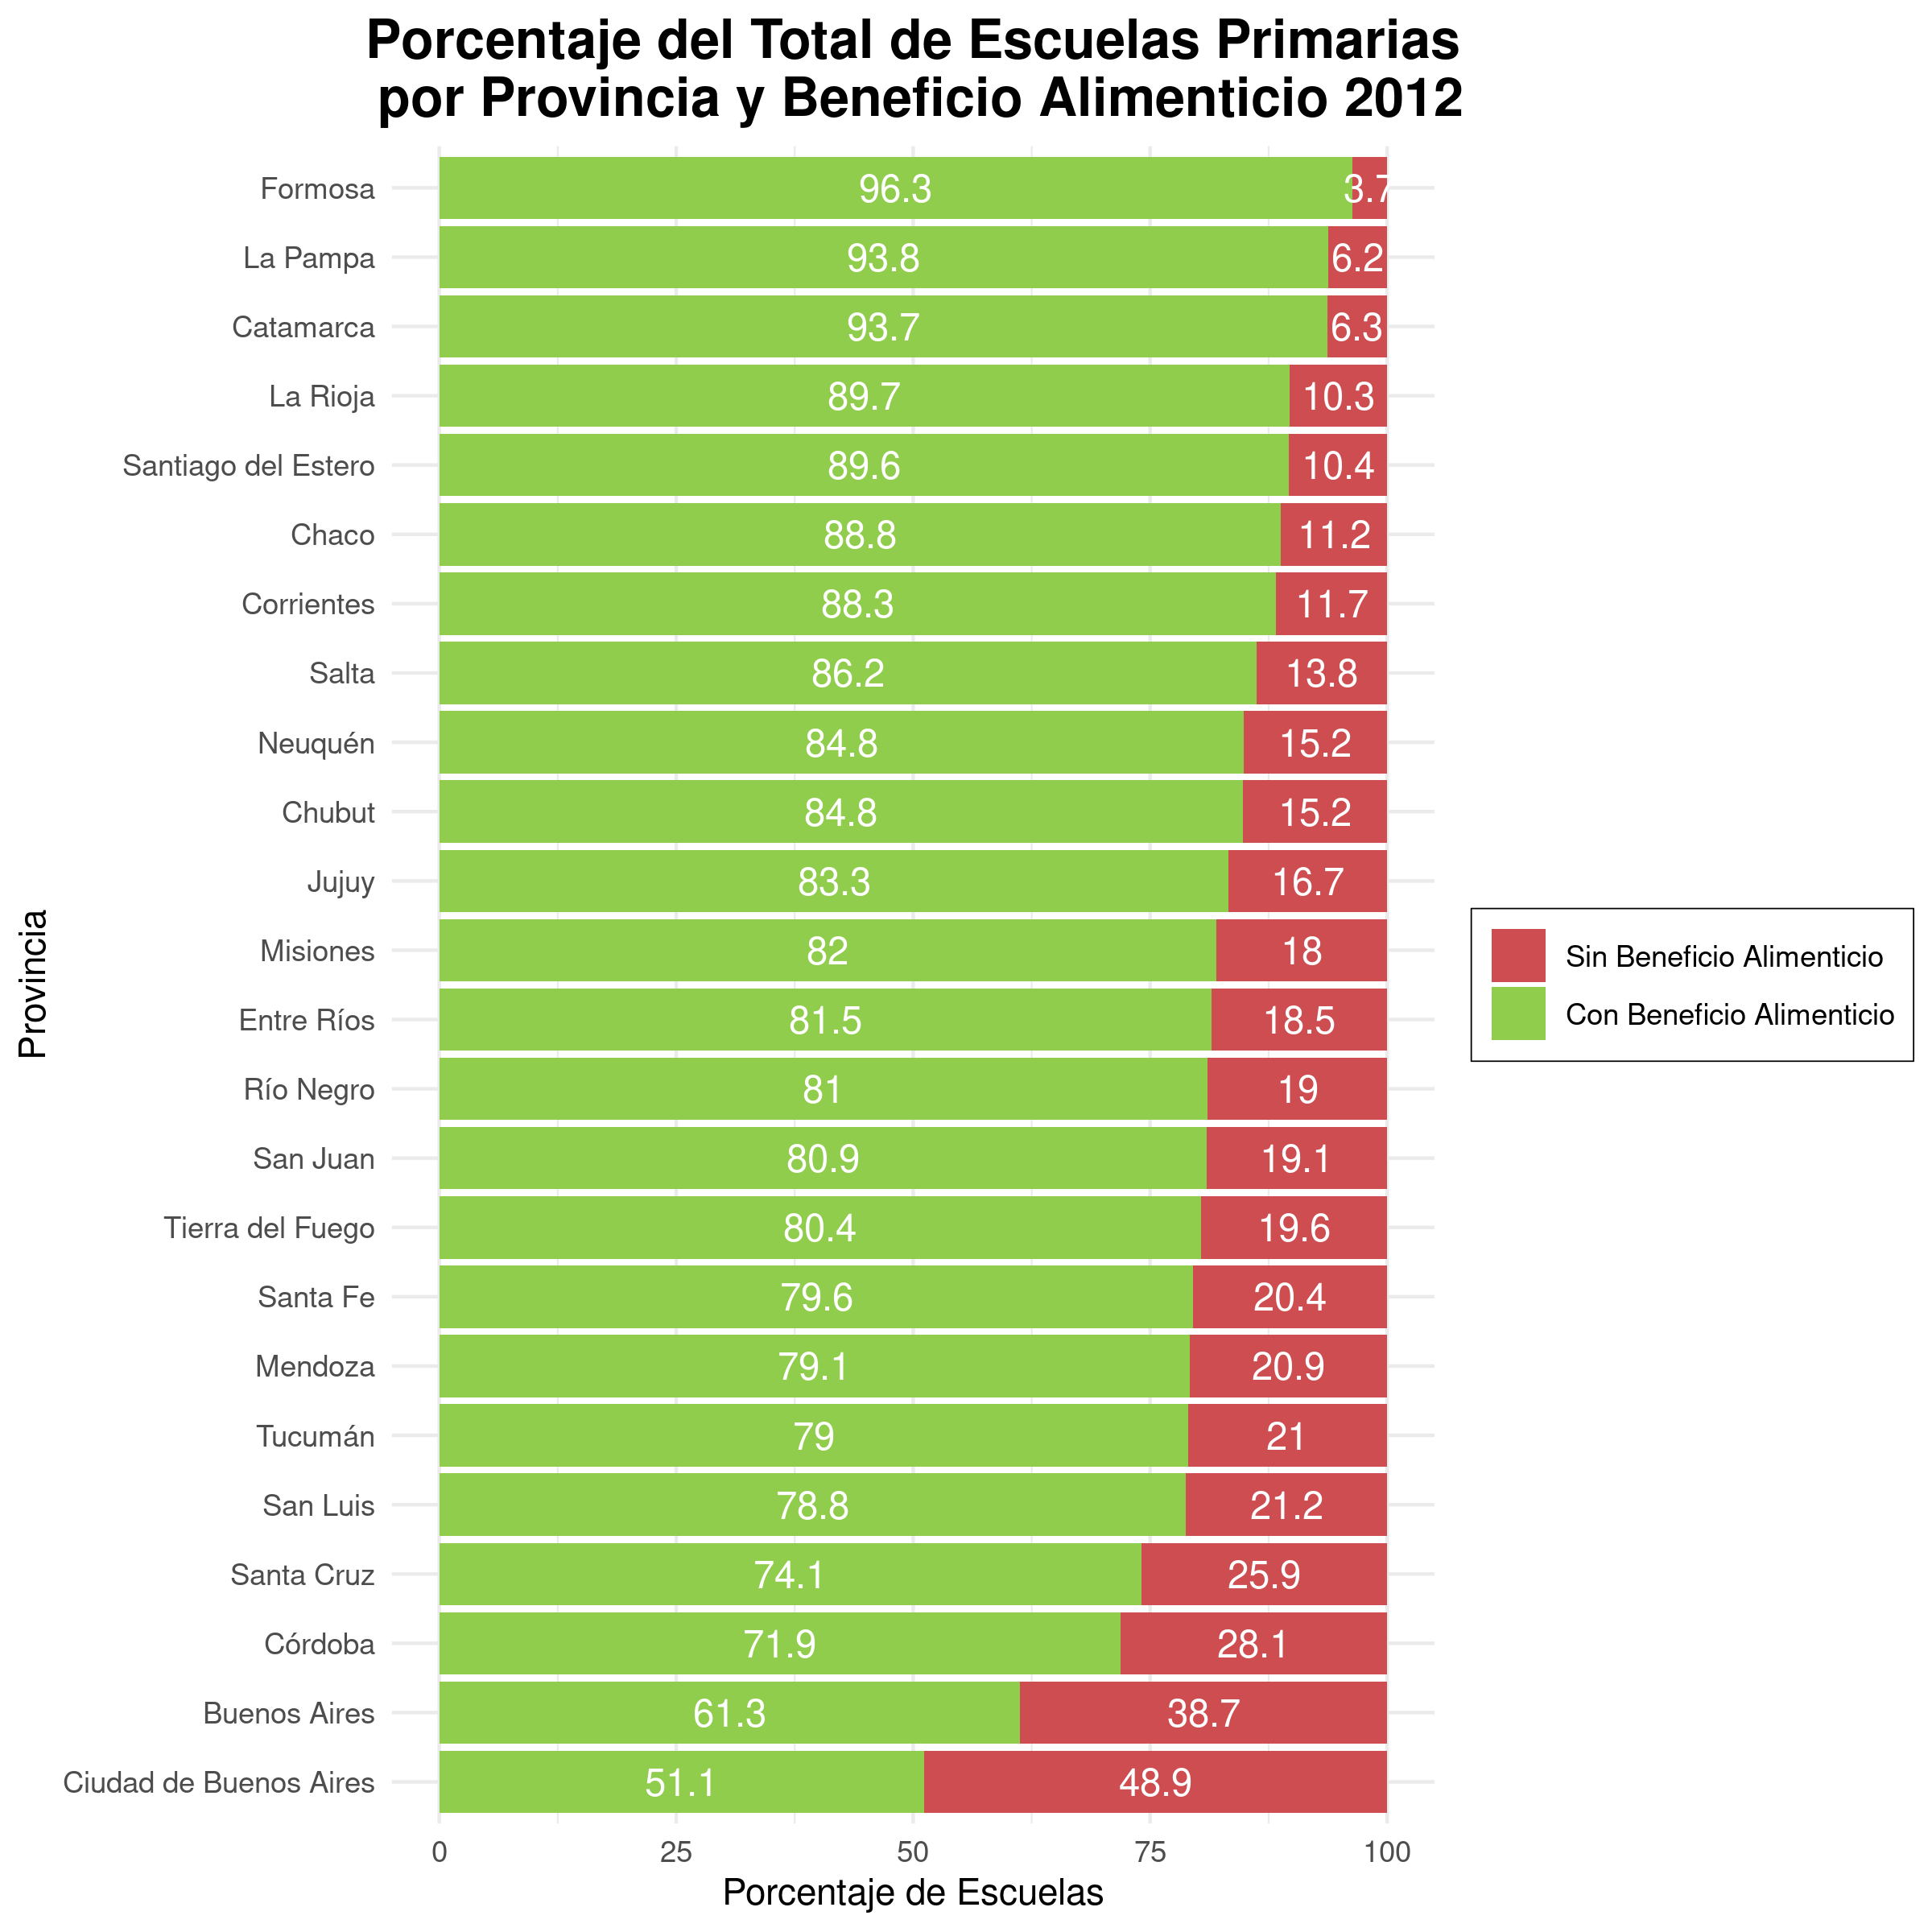 Porcentaje del Total de Escuelas Primarias
por Provincia y Beneficio Alimenticio 2012
Formosa 96.3 3.7
La Pampa 93.8 6.2
Catamarca 93.7 6.3
La Rioja 89.7 10.3
Santiago del Estero 89.6 10.4
Chaco 88.8 11.2
Corrientes 88.3 11.7
Salta 86.2 13.8
Neuquén 84.8 15.2
Chubut 84.8 15.2
Jujuy 83.3 16.7
Misiones 82 18
Entre Ríos 81.5 18.5
Río Negro 81 19
San Juan 80.9 19.1
Tierra del Fuego 80.4 19.6
Santa Fe 79.6 20.4
Mendoza 79.1 20.9
Tucumán 79 21
San Luis 78.8 21.2
Santa Cruz 74.1 25.9
Córdoba 71.9 28.1
Buenos Aires 61.3 38.7
Ciudad de Buenos Aires 51.1 48.9
0 25 50 75 100
Porcentaje de Escuelas
Provincia
Sin Beneficio Alimenticio
Con Beneficio Alimenticio